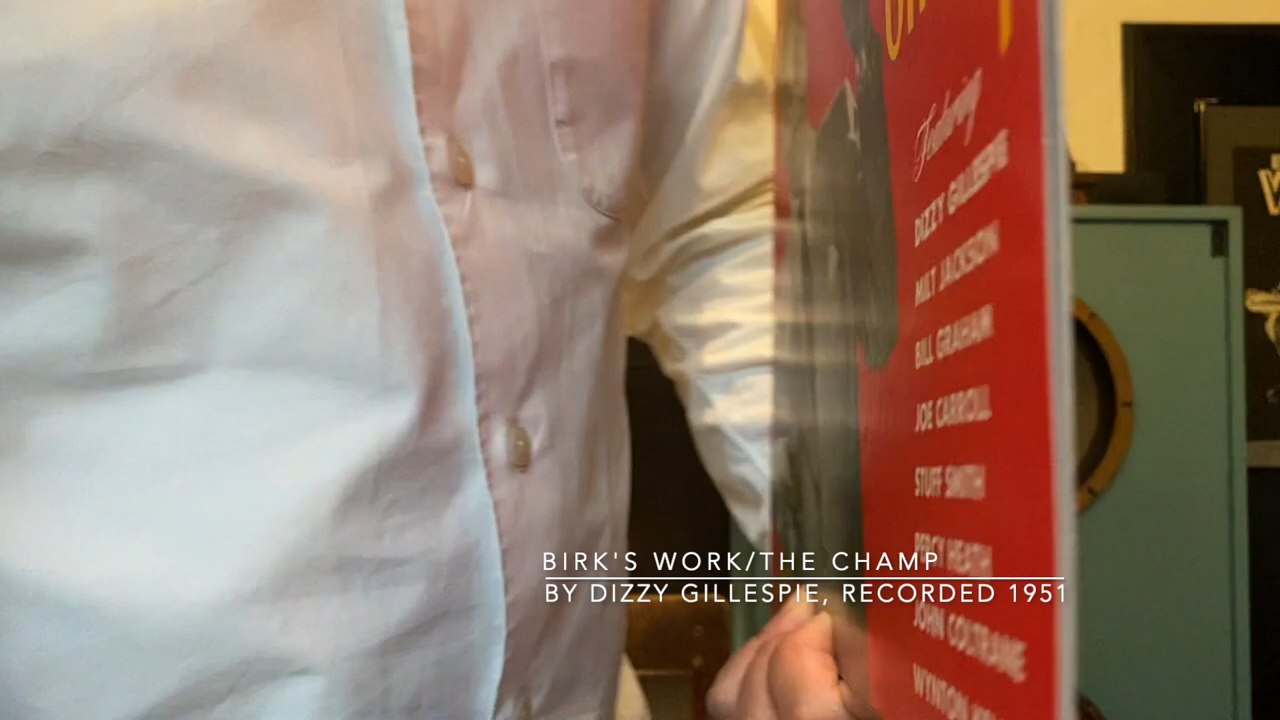 Featuring
DIZZY GILLESPIE
MILT JACKSON
BILL GRAHAM
JOE CARROLL
STUFF SMITH
PERCY HEATH
JOHN COLTRANE
WYNTON
BIRK'S WORK/THE CHAMP
BY DIZZY GILLESPIE, RECORDED 1951